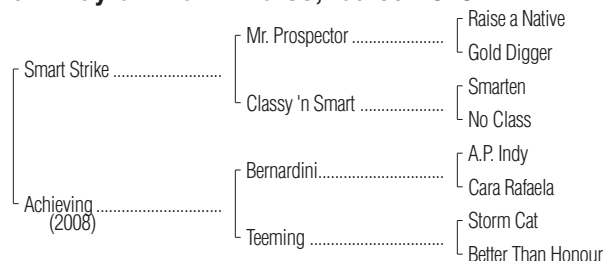 Raise a Native
Mr. Prospector ....................
Gold Digger
Smart Strike ..........................
Smarten
Classy 'n Smart ....................
No Class
A.P. Indy
Bernardini..............................
Cara Rafaela
Achieving ..............................
(2008)
Storm Cat
Teeming ................................
Better Than Honour